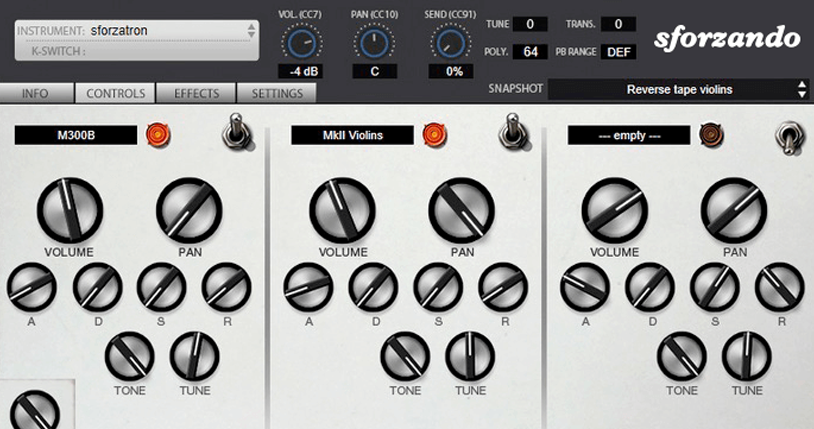 INSTRUMENT: sforzatron
K-SWITCH :
VOL. (CC7) PAN (CC10) SEND (CC91)
-4 dB C 0%
TUNE 0 TRANS. 0
POLY. 64 PB RANGE DEF
sforzando
INFO CONTROLS EFFECTS SETTINGS
SNAPSHOT Reverse tape violins
M300B
VOLUME PAN
A D S R
TONE TUNE
MkII Violins
VOLUME PAN
A D S R
TONE TUNE
--- empty ---
VOLUME PAN
A D S R
TONE TUNE